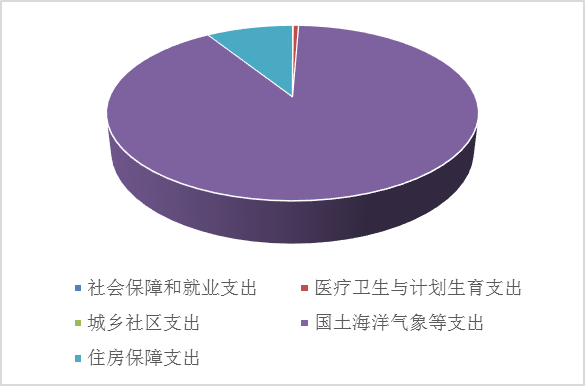 社会保障和就业支出 医疗卫生与计划生育支出
城乡社区支出 国土海洋气象等支出
住房保障支出